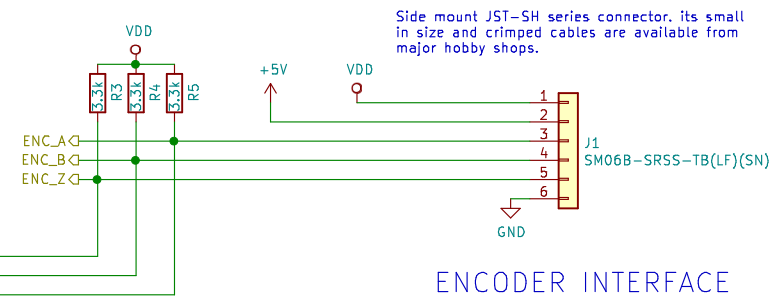 Side mount JST-SH series connector, its small
in size and crimped cables are available from
major hobby shops.
VDD
+5V
VDD
3.3k
R3
3.3k
R4
3.3k
R5
1
2
3
4
5
6
ENC_A
ENC_B
ENC_Z
J1
SM06B-SRSS-TB(LF)(SN)
GND
ENCODER INTERFACE